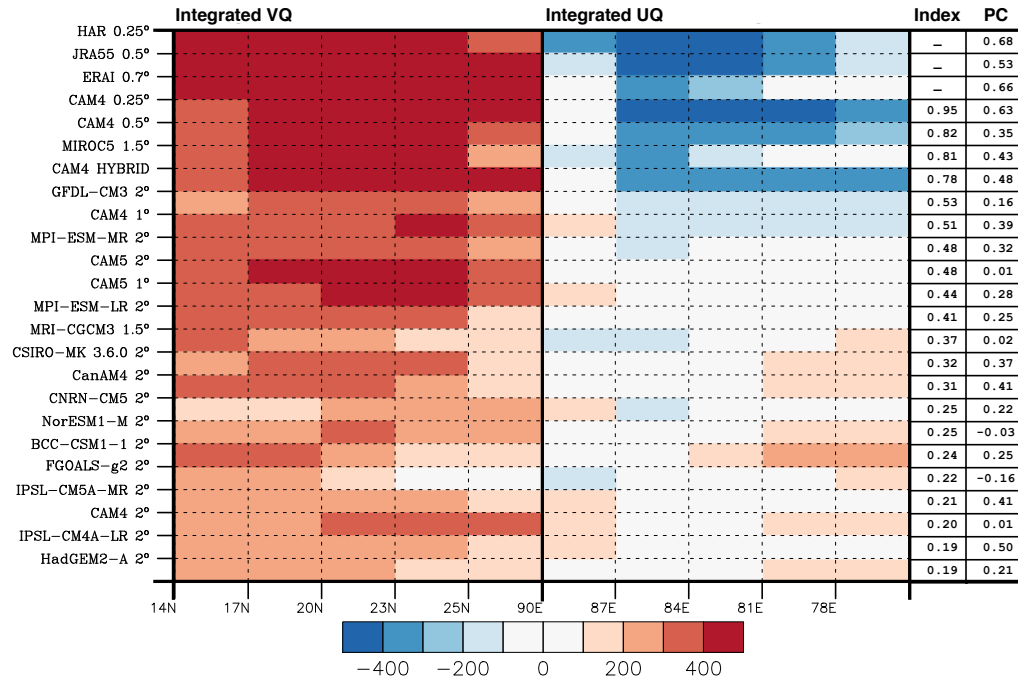 Integrated VQ Integrated UQ Index PC
HAR 0.25° – 0.68
JRA55 0.5° – 0.53
ERAI 0.7° – 0.66
CAM4 0.25° 0.95 0.63
CAM4 0.5° 0.82 0.35
MIROC5 1.5° 0.81 0.43
CAM4 HYBRID 0.78 0.48
GFDL-CM3 2° 0.53 0.16
CAM4 1° 0.51 0.39
MPI-ESM-MR 2° 0.48 0.32
CAM5 2° 0.48 0.01
CAM5 1° 0.44 0.28
MPI-ESM-LR 2° 0.41 0.25
MRI-CGCM3 1.5° 0.37 0.02
CSIRO-MK 3.6.0 2° 0.32 0.37
CanAM4 2° 0.31 0.41
CNRN-CM5 2° 0.25 0.22
NorESM1-M 2° 0.25 -0.03
BCC-CSM1-1 2° 0.24 0.25
FGOALS-g2 2° 0.22 -0.16
IPSL-CM5A-MR 2° 0.21 0.41
CAM4 2° 0.20 0.01
IPSL-CM4A-LR 2° 0.19 0.50
HadGEM2-A 2° 0.19 0.21
14N 17N 20N 23N 25N 90E 87E 84E 81E 78E
-400 -200 0 200 400